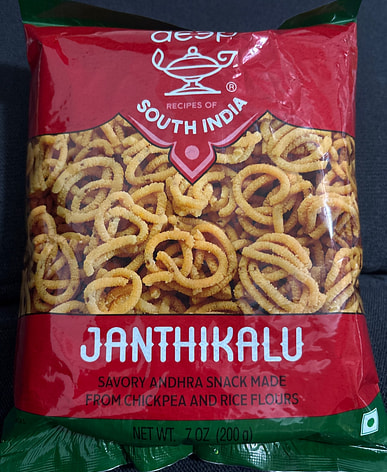 deep
®
RECIPES OF
SOUTH INDIA
JANTHIKALU
SAVORY ANDHRA SNACK MADE
FROM CHICKPEA AND RICE FLOURS
NET WT. 7 OZ. (200 g)